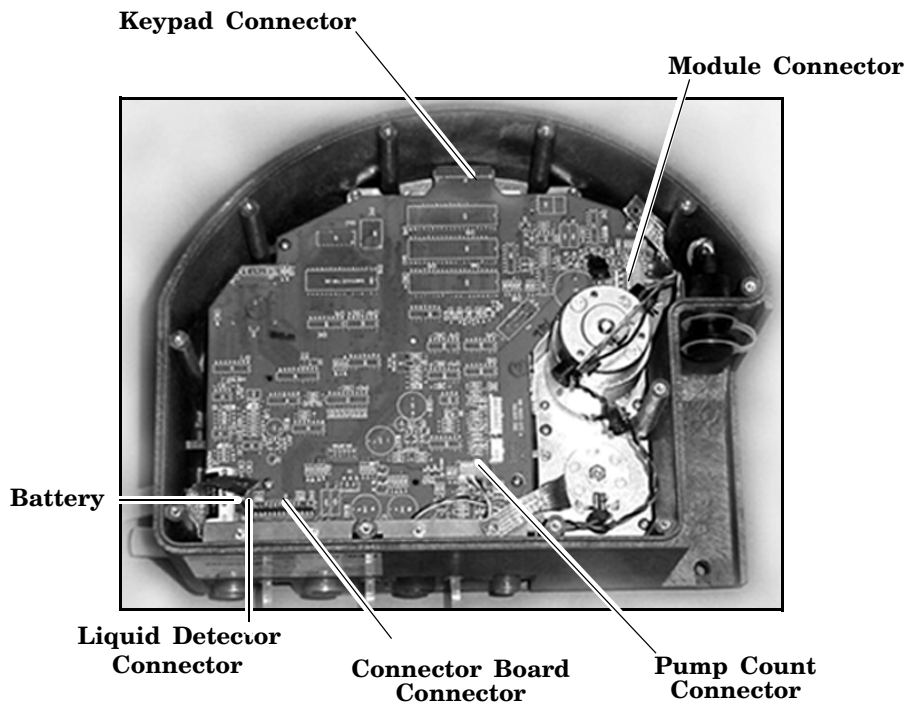 Keypad Connector
Module Connector
Battery
Liquid Detector
Connector
Connector Board
Connector
Pump Count
Connector